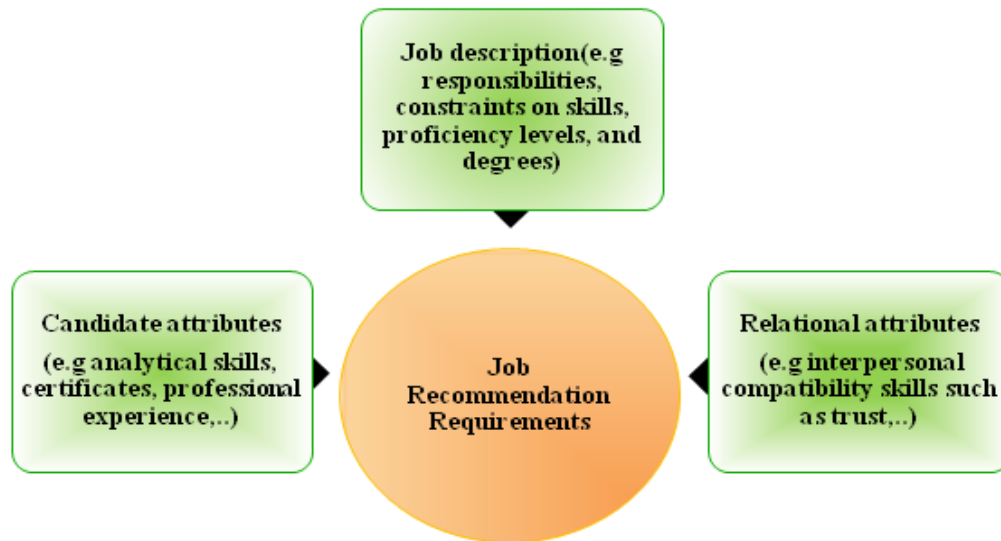 Job description(e.g
responsibilities,
constraints on skills,
proficiency levels, and
degrees)
Candidate attributes
(e.g analytical skills,
certificates, professional
experience,..)
Job
Recommendation
Requirements
Relational attributes
(e.g interpersonal
compatibility skills such
as trust,..)